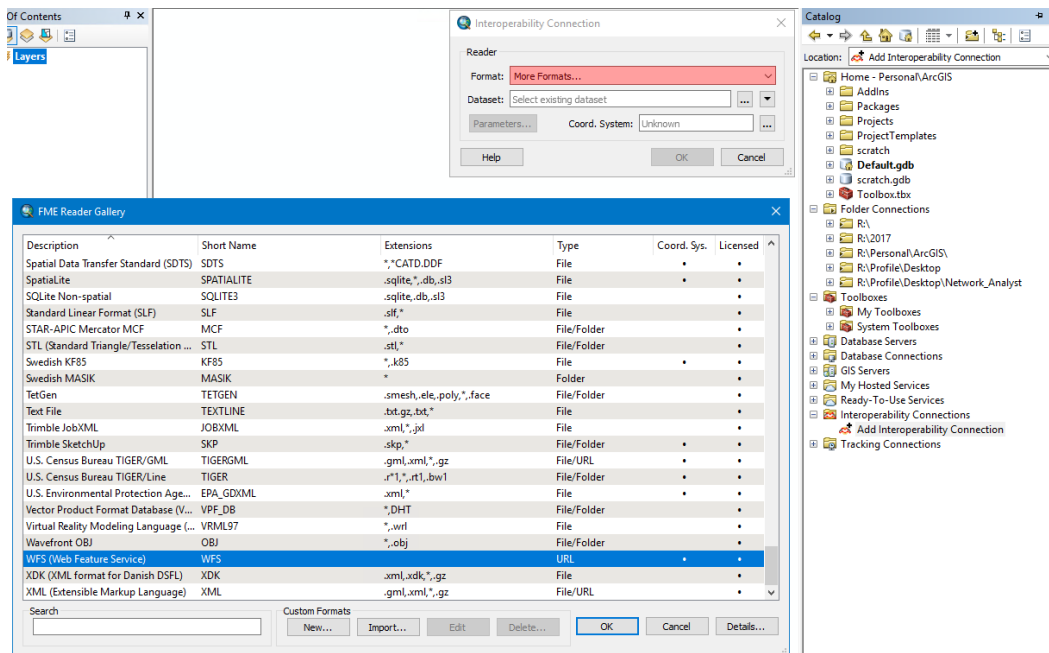 Of Contents
Layers
Interoperability Connection
Reader
Format: More Formats...
Dataset: Select existing dataset ...
Parameters... Coord. System: Unknown ...
Help OK Cancel
FME Reader Gallery
Description Short Name Extensions Type Coord. Sys. Licensed
Spatial Data Transfer Standard (SDTS) SDTS *,*CATD.DDF File • •
SpatiaLite SPATIALITE .sqlite,*,.db,.sl3 File • •
SQLite Non-spatial SQLITE3 .sqlite,.db,.sl3 File •
Standard Linear Format (SLF) SLF .slf,* File •
STAR-APIC Mercator MCF MCF *,.dto File/Folder •
STL (Standard Triangle/Tesselation ... STL .stl,* File/Folder •
Swedish KF85 KF85 *,.k85 File • •
Swedish MASIK MASIK * Folder •
TetGen TETGEN .smesh,.ele,.poly,*,.face File/Folder •
Text File TEXTLINE .txt.gz,.txt,* File •
Trimble JobXML JOBXML .xml,*,.jxl File •
Trimble SketchUp SKP .skp,* File/Folder • •
U.S. Census Bureau TIGER/GML TIGERGML .gml,.xml,*,.gz File/URL • •
U.S. Census Bureau TIGER/Line TIGER .r*1,*,.rt1,.bw1 File/Folder • •
U.S. Environmental Protection Age... EPA_GDXML .xml,* File • •
Vector Product Format Database (V... VPF_DB *,DHT File/Folder •
Virtual Reality Modeling Language (... VRML97 *,.wrl File •
Wavefront OBJ OBJ *,.obj File/Folder •
WFS (Web Feature Service) WFS URL • •
XDK (XML format for Danish DSFL) XDK .xml,.xdk,*,.gz File •
XML (Extensible Markup Language) XML .gml,.xml,*,.gz File/URL •
Search
Custom Formats
New... Import... Edit Delete... OK Cancel Details...
Catalog
Location: Add Interoperability Connection
Home - Personal\ArcGIS
AddIns
Packages
Projects
ProjectTemplates
scratch
Default.gdb
scratch.gdb
Toolbox.tbx
Folder Connections
R:\
R:\2017
R:\Personal\ArcGIS\
R:\Profile\Desktop
R:\Profile\Desktop\Network_Analyst
Toolboxes
My Toolboxes
System Toolboxes
Database Servers
Database Connections
GIS Servers
My Hosted Services
Ready-To-Use Services
Interoperability Connections
Add Interoperability Connection
Tracking Connections